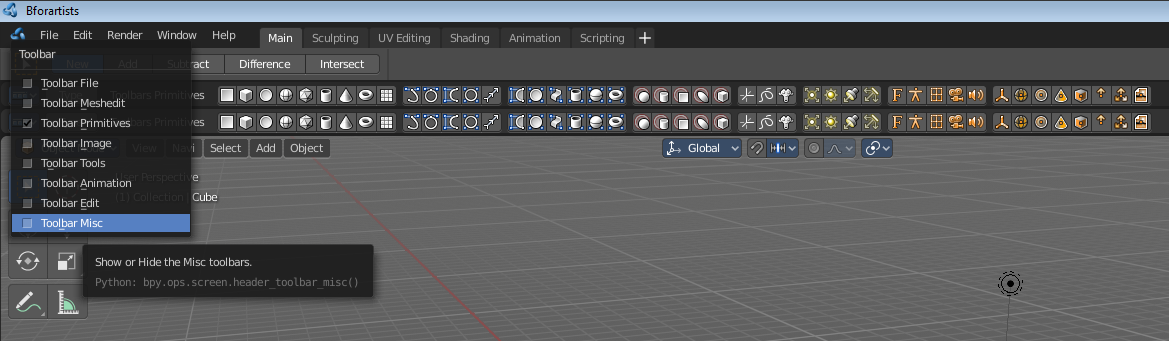 Bforartists
File Edit Render Window Help Main Sculpting UV Editing Shading Animation Scripting +
Toolbar
New Add Subtract Difference Intersect
Toolbar File
Toolbars Primitives
Toolbar Meshedit
Toolbar Primitives
Toolbars Primitives
Toolbar Image
View Navi Select Add Object Global
Toolbar Tools
User Perspective
Toolbar Animation
(1) Collection | Cube
Toolbar Edit
Toolbar Misc
Show or Hide the Misc toolbars.
Python: bpy.ops.screen.header_toolbar_misc()